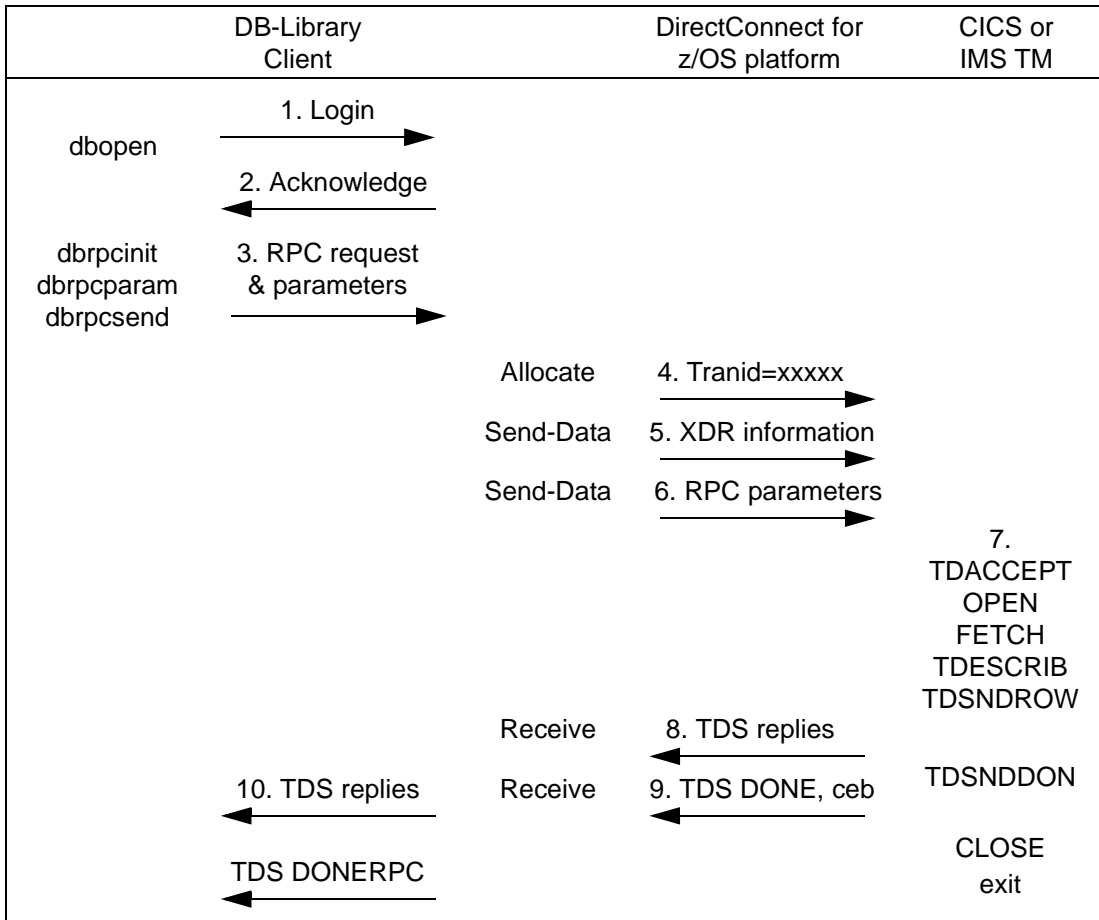 DB-Library
Client
DirectConnect for
z/OS platform
CICS or
IMS TM
1. Login
dbopen
2. Acknowledge
dbrpcinit
dbrpcparam
dbrpcsend
3. RPC request
& parameters
Allocate
4. Tranid=xxxxx
Send-Data
5. XDR information
Send-Data
6. RPC parameters
7.
TDACCEPT
OPEN
FETCH
TDESCRIB
TDSNDROW
Receive
8. TDS replies
TDSNDDON
10. TDS replies
Receive
9. TDS DONE, ceb
CLOSE
exit
TDS DONERPC